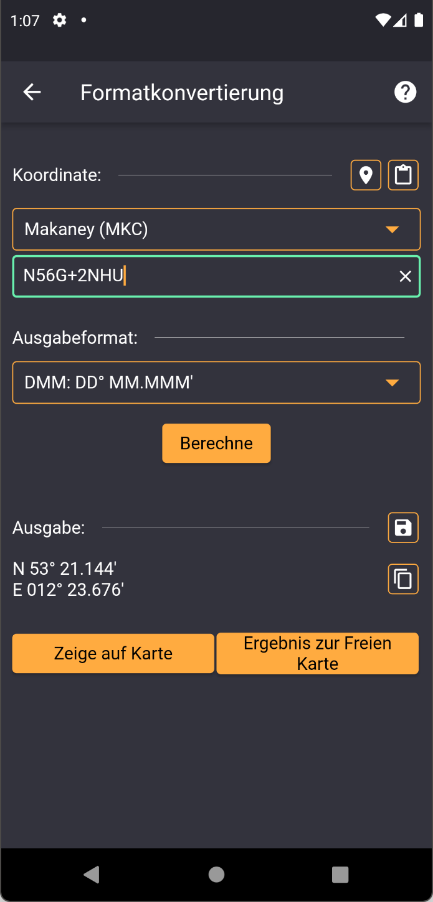 1:07
Formatkonvertierung
Koordinate:
Makaney (MKC)
N56G+2NHU
Ausgabeformat:
DMM: DD° MM.MMM'
Berechne
Ausgabe:
N 53° 21.144'
E 012° 23.676'
Zeige auf Karte
Ergebnis zur Freien
Karte